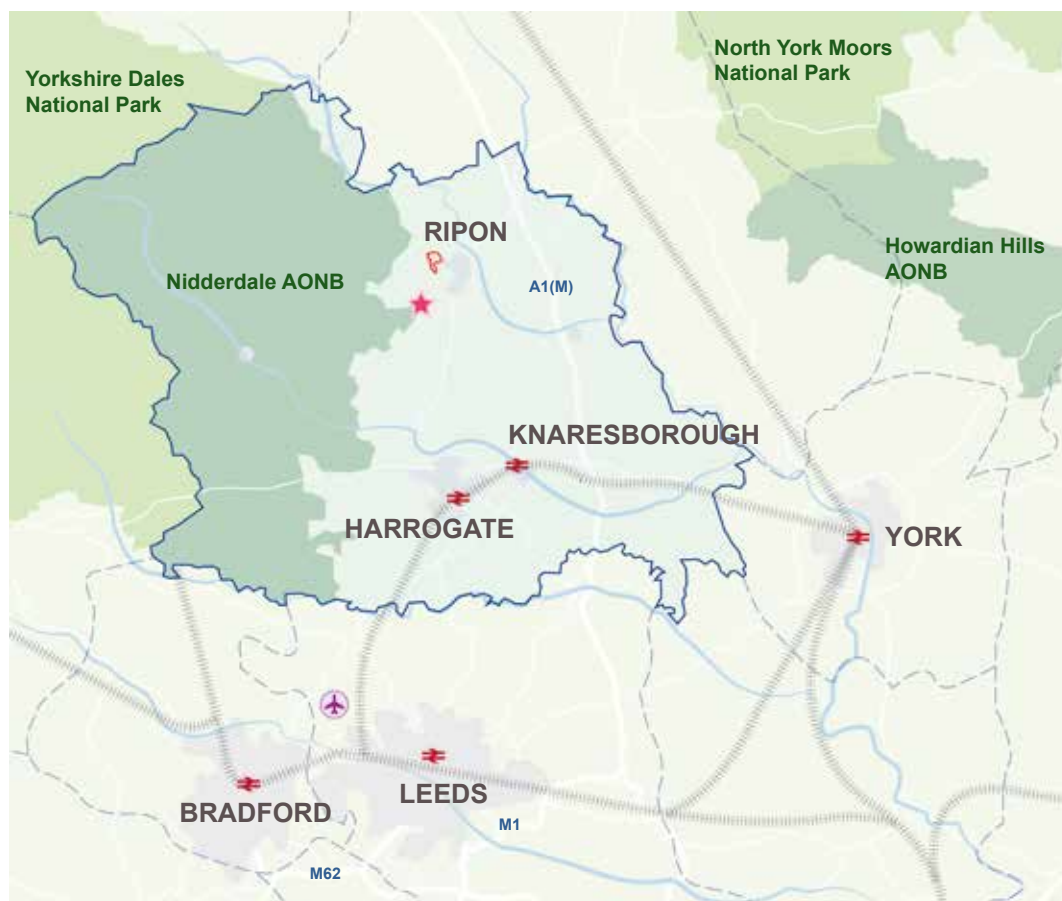 North York Moors
National Park
Yorkshire Dales
National Park
RIPON
Howardian Hills
AONB
Nidderdale AONB
A1(M)
KNARESBOROUGH
HARROGATE
YORK
LEEDS
BRADFORD
M1
M62